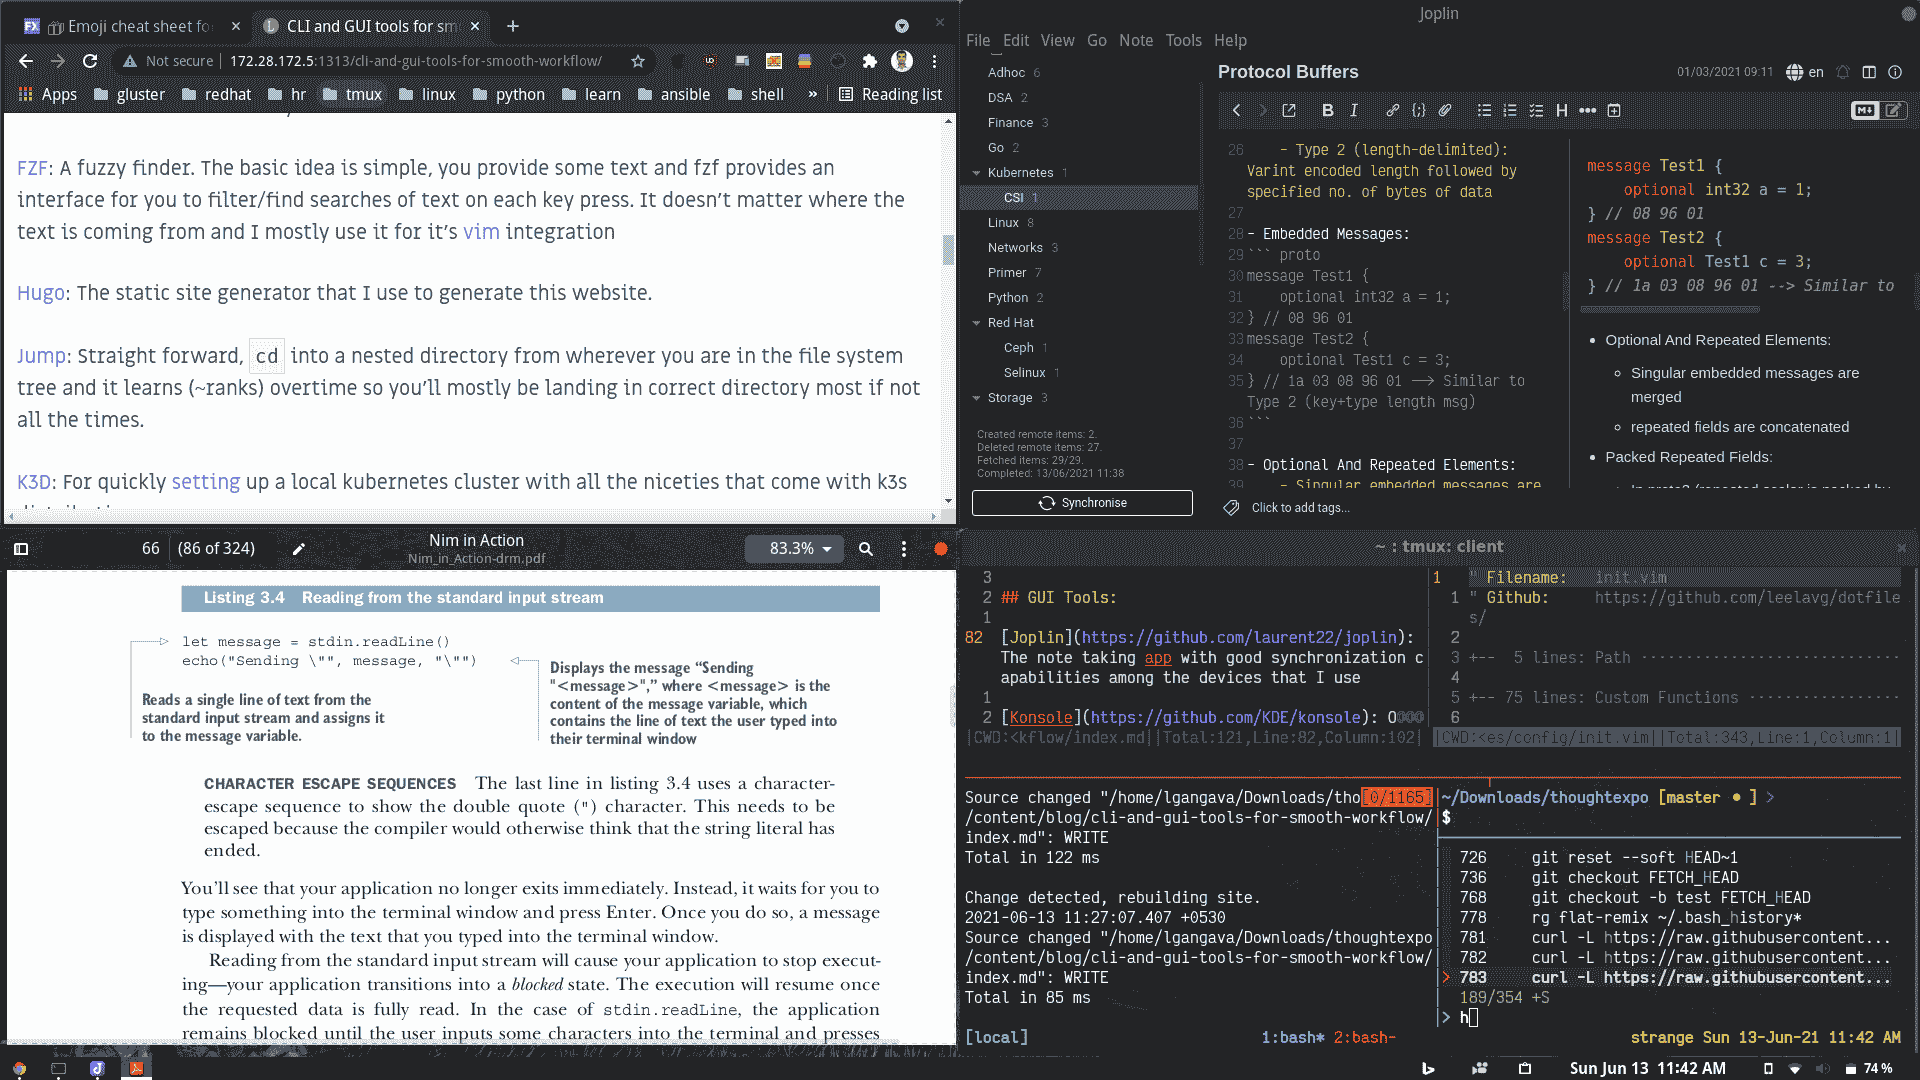 Emoji cheat sheet fo
CLI and GUI tools for sm
Not secure
172.28.172.5:1313/cli-and-gui-tools-for-smooth-workflow/
Apps gluster redhat hr tmux linux python learn ansible shell » Reading list
FZF: A fuzzy finder. The basic idea is simple, you provide some text and fzf provides an
interface for you to filter/find searches of text on each key press. It doesn't matter where the
text is coming from and I mostly use it for it's vim integration
Hugo: The static site generator that I use to generate this website.
Jump: Straight forward, cd into a nested directory from wherever you are in the file system
tree and it learns (~ranks) overtime so you'll mostly be landing in correct directory most if not
all the times.
K3D: For quickly setting up a local kubernetes cluster with all the niceties that come with k3s
Joplin
File Edit View Go Note Tools Help
Adhoc 6
DSA 2
Finance 3
Go 2
Kubernetes 1
CSI 1
Linux 8
Networks 3
Primer 7
Python 2
Red Hat
Ceph 1
Selinux 1
Storage 3
Created remote items: 2.
Deleted remote items: 27.
Fetched items: 29/29.
Completed: 13/06/2021 11:38
Synchronise
Protocol Buffers
01/03/2021 09:11
en
26 - Type 2 (length-delimited):
Varint encoded length followed by
specified no. of bytes of data
27
28 - Embedded Messages:
29 ``` proto
30 message Test1 {
31 optional int32 a = 1;
32 } // 08 96 01
33 message Test2 {
34 optional Test1 c = 3;
35 } // 1a 03 08 96 01 --> Similar to
Type 2 (key+type length msg)
36 ```
37
38 - Optional And Repeated Elements:
39 - Singular embedded messages are
Click to add tags...
message Test1 {
optional int32 a = 1;
} // 08 96 01
message Test2 {
optional Test1 c = 3;
} // 1a 03 08 96 01 --> Similar to
Optional And Repeated Elements:
Singular embedded messages are
merged
repeated fields are concatenated
Packed Repeated Fields:
66 (86 of 324)
Nim in Action
Nim_in_Action-drm.pdf
83.3%
Listing 3.4 Reading from the standard input stream
let message = stdin.readLine()
echo("Sending \"", message, "\"")
Reads a single line of text from the
standard input stream and assigns it
to the message variable.
Displays the message “Sending
"<message>",” where <message> is the
content of the message variable, which
contains the line of text the user typed into
their terminal window
CHARACTER ESCAPE SEQUENCES The last line in listing 3.4 uses a character-
escape sequence to show the double quote (") character. This needs to be
escaped because the compiler would otherwise think that the string literal has
ended.
You'll see that your application no longer exits immediately. Instead, it waits for you to
type something into the terminal window and press Enter. Once you do so, a message
is displayed with the text that you typed into the terminal window.
Reading from the standard input stream will cause your application to stop execut-
ing—your application transitions into a blocked state. The execution will resume once
the requested data is fully read. In the case of stdin.readLine, the application
remains blocked until the user inputs some characters into the terminal and presses
~ : tmux: client
3
2 ## GUI Tools:
1
82 [Joplin](https://github.com/laurent22/joplin):
The note taking app with good synchronization c
apabilities among the devices that I use
1
2 [Konsole](https://github.com/KDE/konsole): O@@@
|CWD:<kflow/index.md||Total:121,Line:82,Column:102|
1 " Filename: init.vim
1 " Github: https://github.com/leelavg/dotfile
s/
2
3 +-- 5 lines: Path
4
5 +-- 75 lines: Custom Functions
6
|CWD:<es/config/init.vim||Total:343,Line:1,Column:1|
Source changed "/home/lgangava/Downloads/tho[0/1165]
/content/blog/cli-and-gui-tools-for-smooth-workflow/
index.md": WRITE
Total in 122 ms
Change detected, rebuilding site.
2021-06-13 11:27:07.407 +0530
Source changed "/home/lgangava/Downloads/thoughtexpo
/content/blog/cli-and-gui-tools-for-smooth-workflow/
index.md": WRITE
Total in 85 ms
~/Downloads/thoughtexpo [master ● ] >
$
726 git reset --soft HEAD~1
736 git checkout FETCH_HEAD
768 git checkout -b test FETCH_HEAD
778 rg flat-remix ~/.bash_history*
781 curl -L https://raw.githubusercontent...
782 curl -L https://raw.githubusercontent...
> 783 curl -L https://raw.githubusercontent...
189/354 +S
> h
[local] 1:bash* 2:bash- strange Sun 13-Jun-21 11:42 AM
Sun Jun 13 11:42 AM
74 %